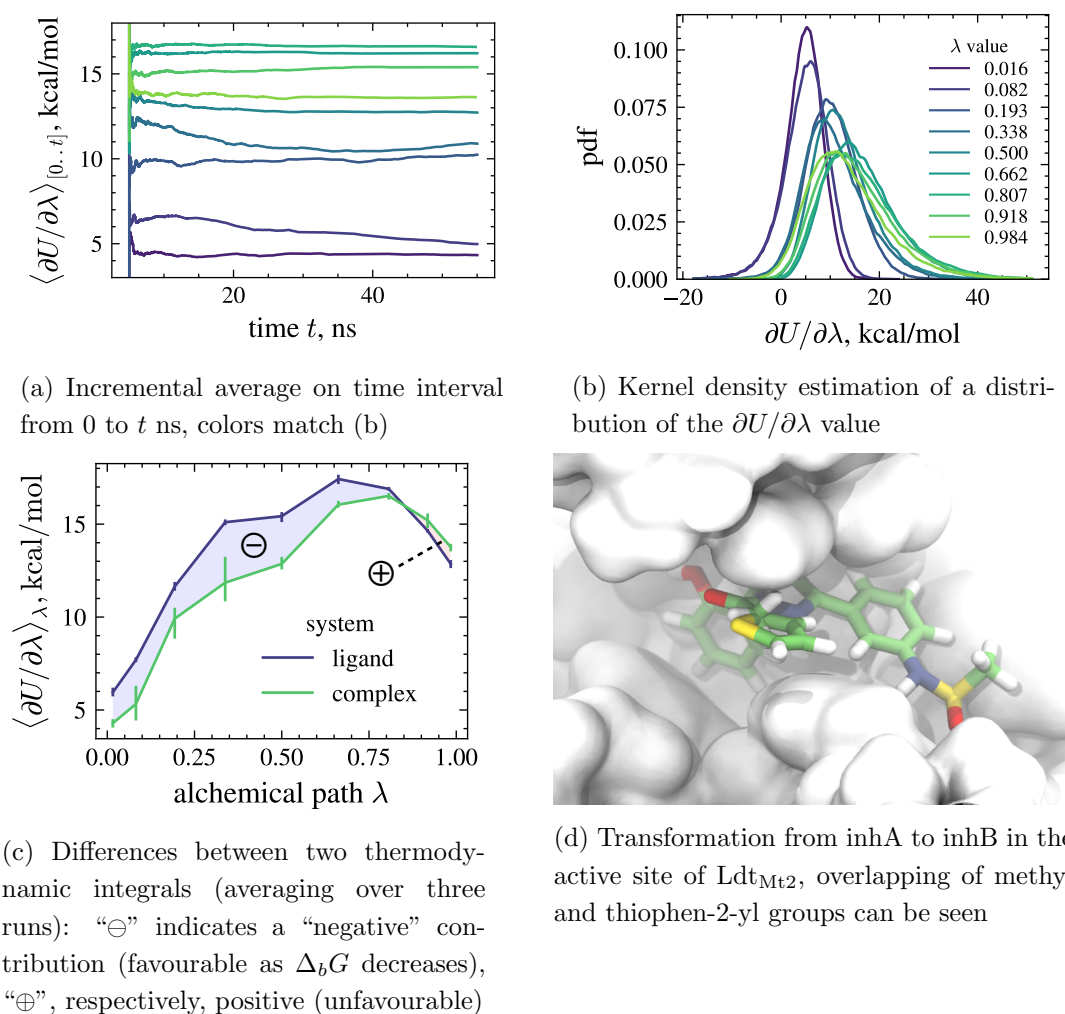 ⟨∂U/∂λ⟩[0..t], kcal/mol
15
10
5
20
40
time t, ns
pdf
0.100
0.075
0.050
0.025
0.000
−20
0
20
40
∂U/∂λ, kcal/mol
λ value
0.016
0.082
0.193
0.338
0.500
0.662
0.807
0.918
0.984
(a) Incremental average on time interval
from 0 to t ns, colors match (b)
(b) Kernel density estimation of a distri-
bution of the ∂U/∂λ value
⟨∂U/∂λ⟩λ, kcal/mol
15
10
5
⊖
⊕
system
ligand
complex
0.00
0.25
0.50
0.75
1.00
alchemical path λ
(c) Differences between two thermody-
namic integrals (averaging over three
runs): “⊖” indicates a “negative” con-
tribution (favourable as ΔbG decreases),
“⊕”, respectively, positive (unfavourable)
(d) Transformation from inhA to inhB in the
active site of LdtMt2, overlapping of methy
and thiophen-2-yl groups can be seen